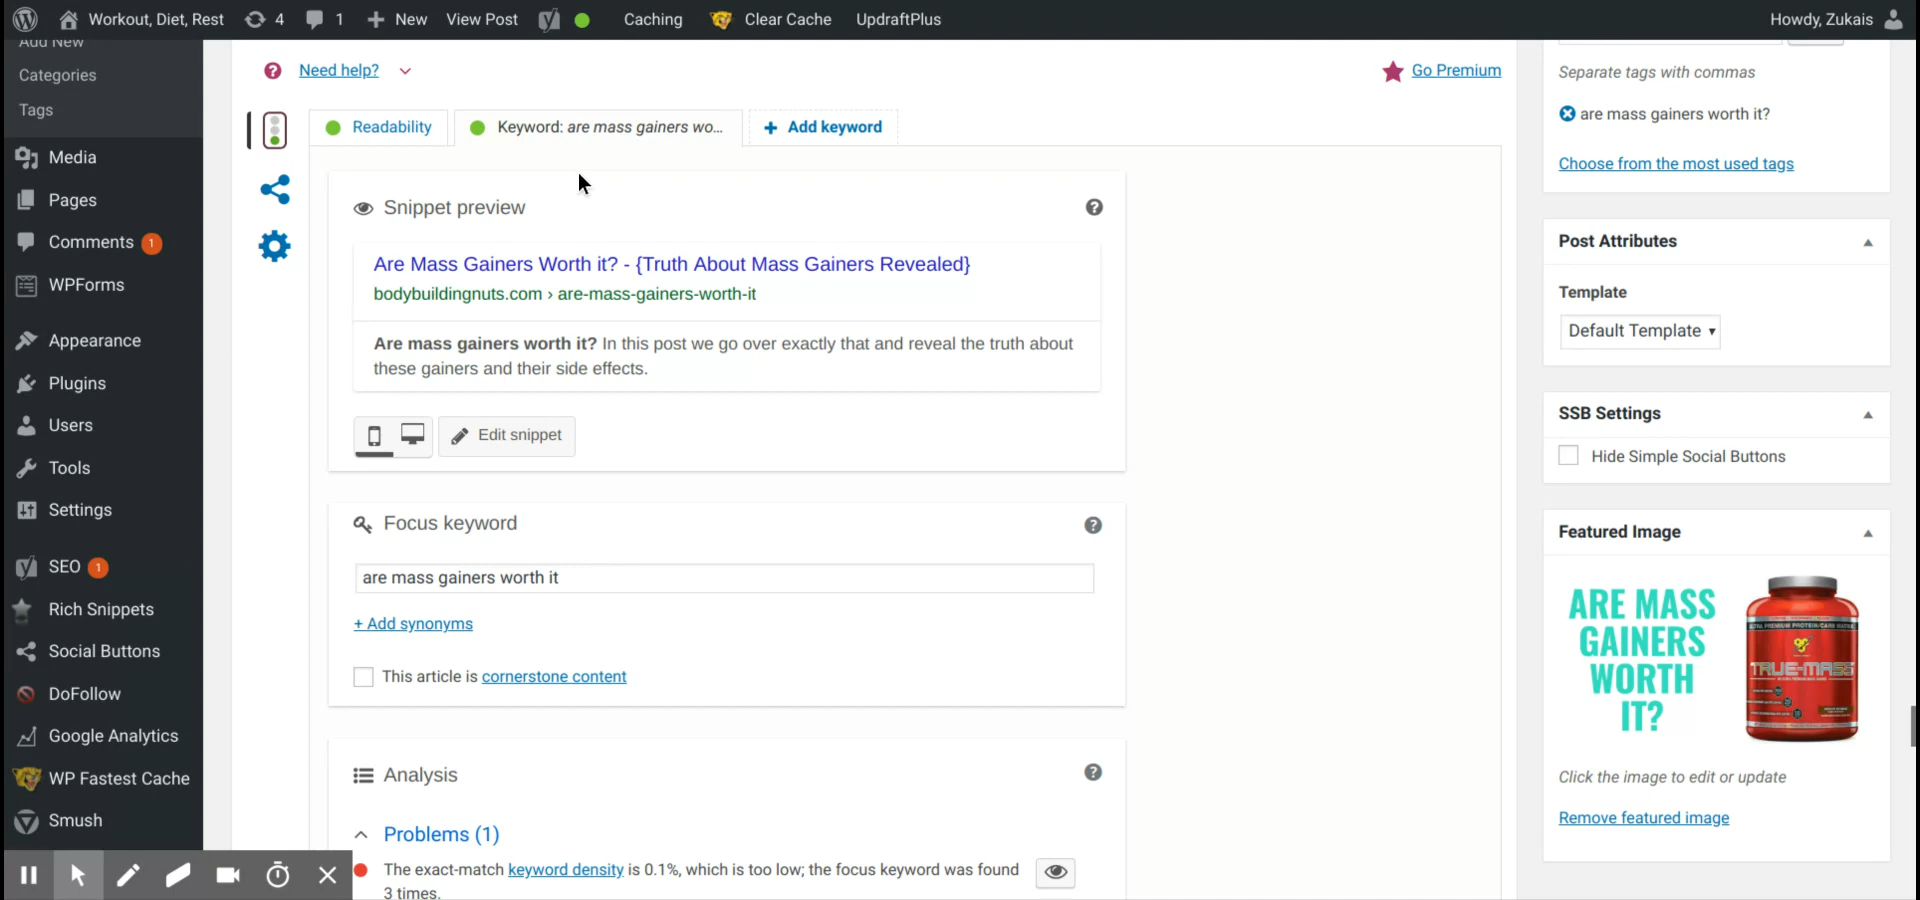 Workout, Diet, Rest 4 1 New View Post Caching Clear Cache UpdraftPlus Howdy, Zukais
Add New
Categories
Tags
Media
Pages
Comments 1
WPForms
Appearance
Plugins
Users
Tools
Settings
SEO 1
Rich Snippets
Social Buttons
DoFollow
Google Analytics
WP Fastest Cache
Smush
Need help?
Go Premium
Readability
Keyword: are mass gainers wo...
+ Add keyword
Snippet preview
Are Mass Gainers Worth it? - {Truth About Mass Gainers Revealed}
bodybuildingnuts.com › are-mass-gainers-worth-it
Are mass gainers worth it? In this post we go over exactly that and reveal the truth about
these gainers and their side effects.
Edit snippet
Focus keyword
are mass gainers worth it
+ Add synonyms
This article is cornerstone content
Analysis
Problems (1)
The exact-match keyword density is 0.1%, which is too low; the focus keyword was found
3 times.
Separate tags with commas
are mass gainers worth it?
Choose from the most used tags
Post Attributes
Template
Default Template
SSB Settings
Hide Simple Social Buttons
Featured Image
ARE MASS
GAINERS
WORTH
IT?
TRUE-MASS
Click the image to edit or update
Remove featured image